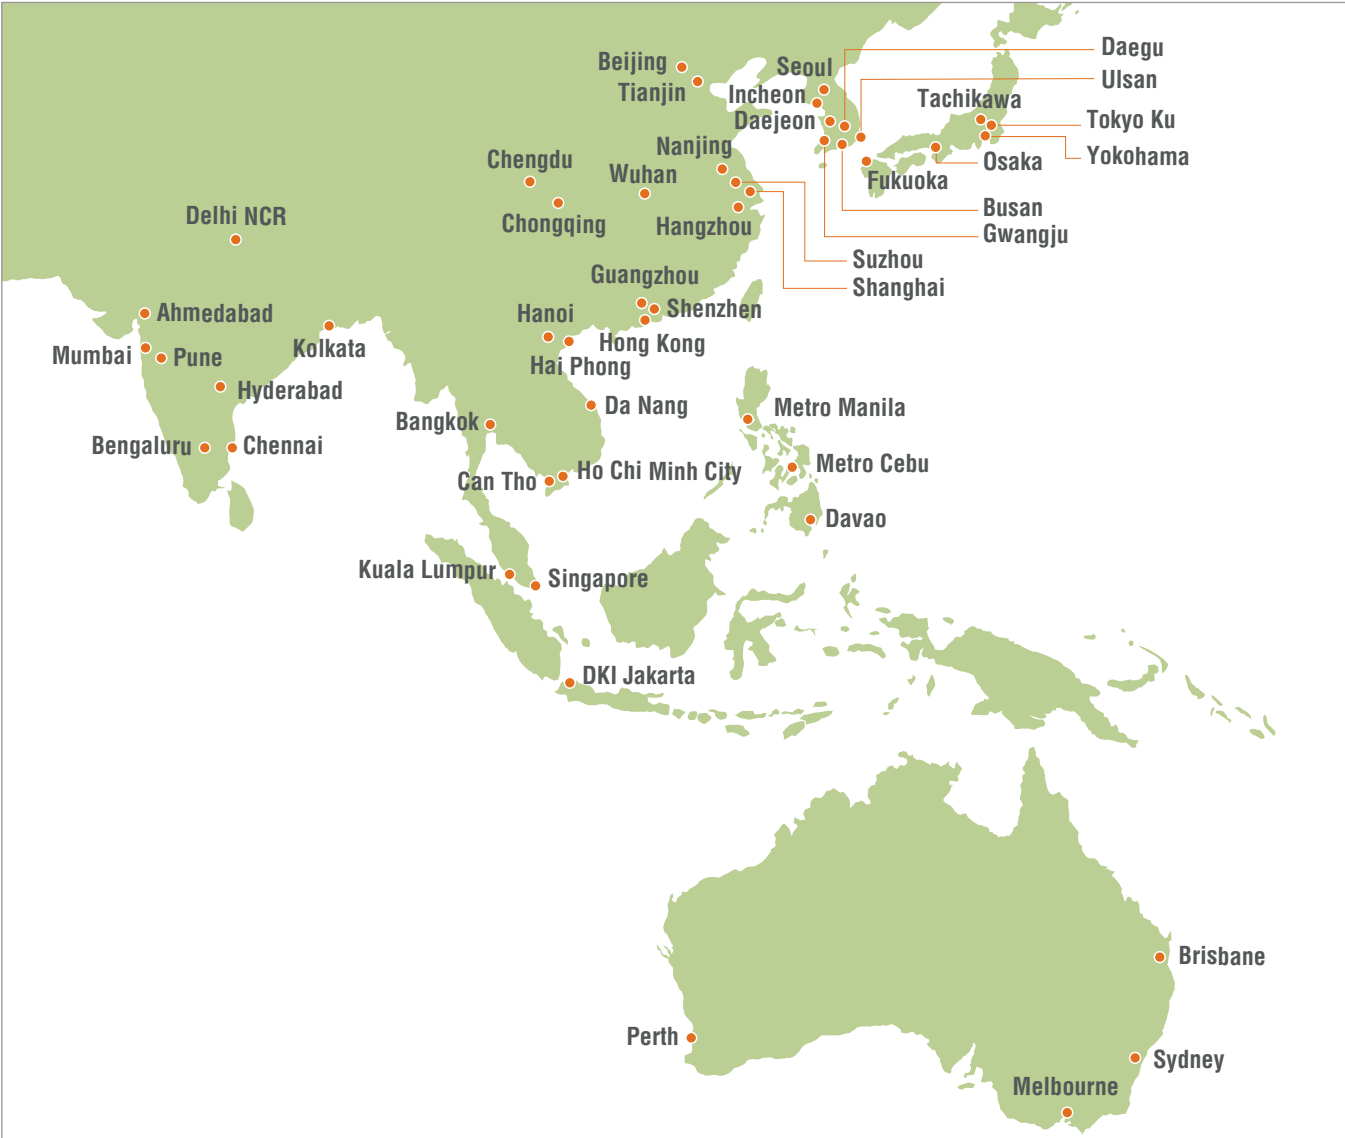 Daegu
Beijing
Seoul
Ulsan
Tianjin
Incheon
Tachikawa
Daejeon
Tokyo Ku
Nanjing
Yokohama
Chengdu
Osaka
Wuhan
Fukuoka
Delhi NCR
Busan
Chongqing
Hangzhou
Gwangju
Suzhou
Guangzhou
Shanghai
Ahmedabad
Hanoi
Shenzhen
Kolkata
Hong Kong
Mumbai
Pune
Hai Phong
Hyderabad
Da Nang
Metro Manila
Bangkok
Bengaluru
Chennai
Metro Cebu
Ho Chi Minh City
Can Tho
Davao
Kuala Lumpur
Singapore
DKI Jakarta
Brisbane
Perth
Sydney
Melbourne